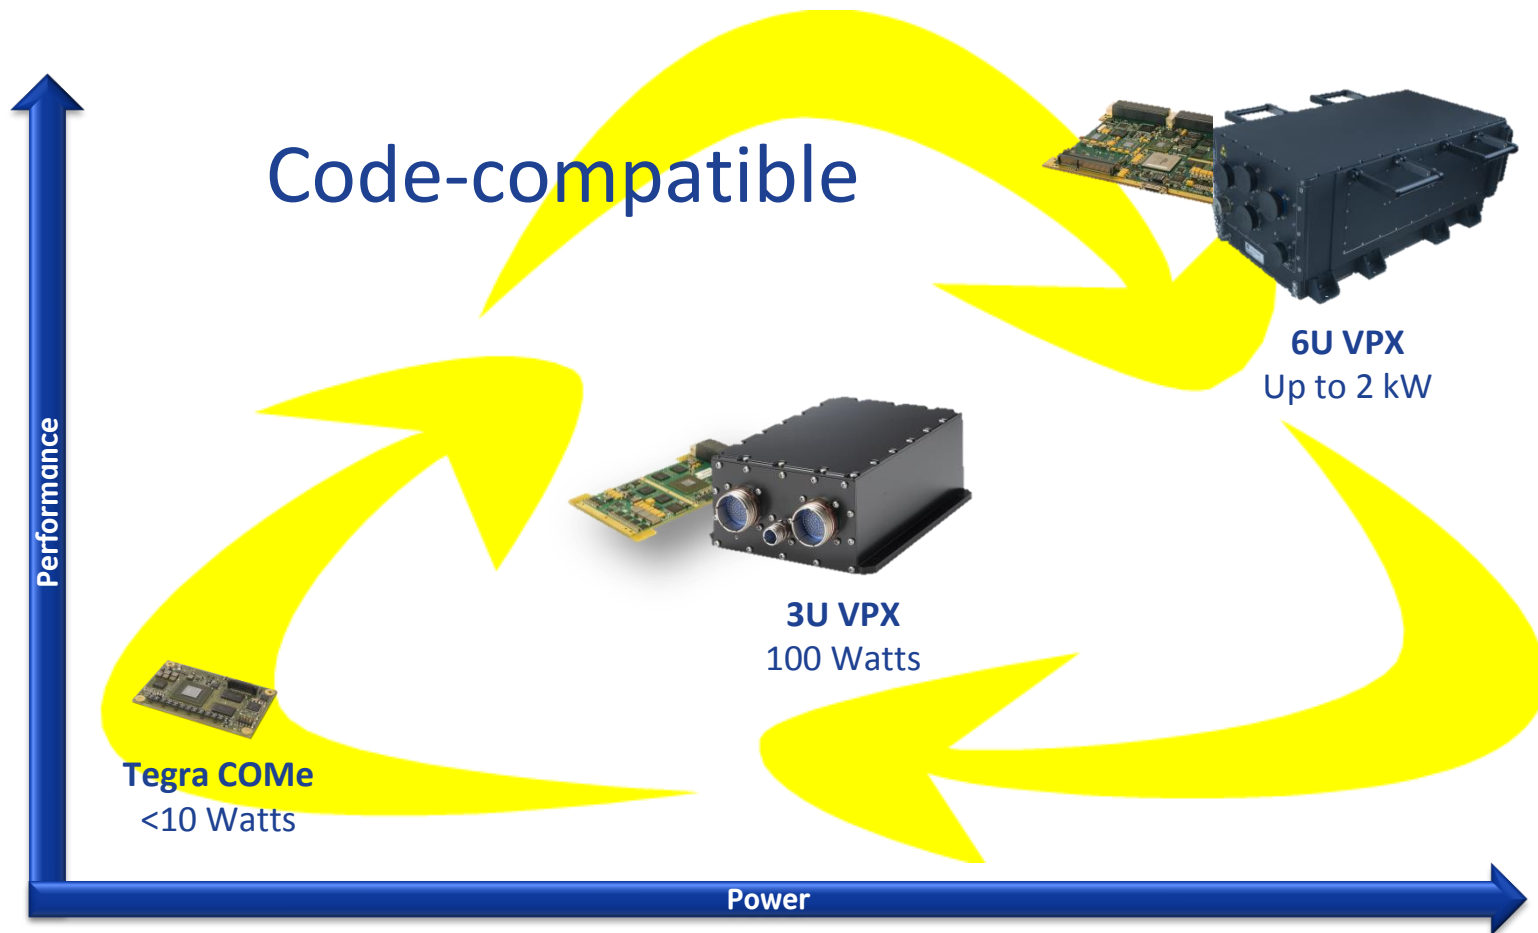 Code-compatible
6U VPX
Up to 2 kW
Performance
3U VPX
100 Watts
Tegra COMe
<10 Watts
Power